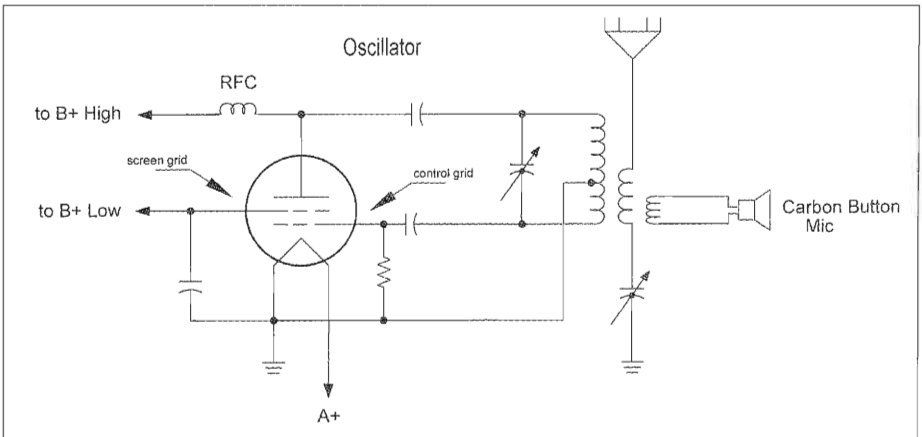 Oscillator
RFC
to B+ High
screen grid
control grid
to B+ Low
Carbon Button
Mic
A+